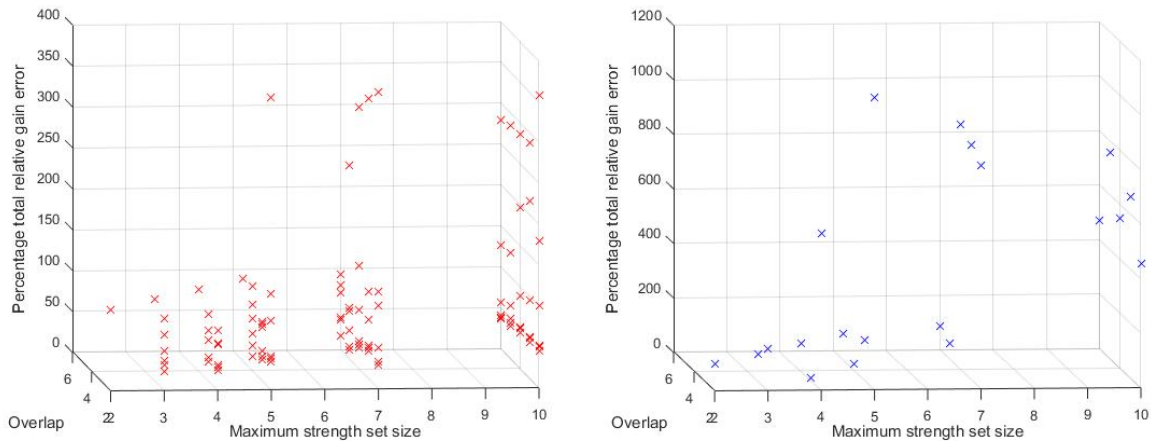 Percentage total relative gain error
400
350
300
250
200
150
100
50
0
6
4
2
Overlap
2 3 4 5 6 7 8 9 10
Maximum strength set size
Percentage total relative gain error
1200
1000
800
600
400
200
0
6
4
2
Overlap
2 3 4 5 6 7 8 9 10
Maximum strength set size